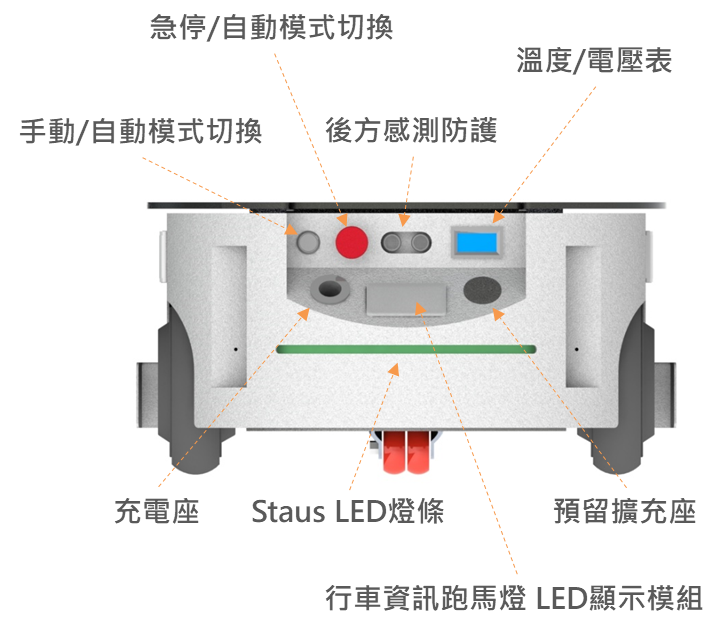 急停/自動模式切換
溫度/電壓表
手動/自動模式切換
後方感測防護
充電座
Staus LED燈條
預留擴充座
行車資訊跑馬燈 LED顯示模組